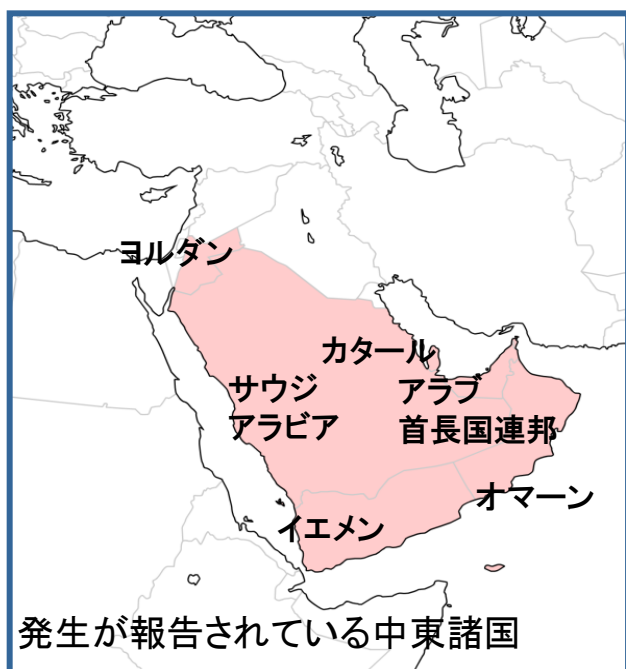 ヨルダン
カタール
サウジ
アラビア
アラブ
首長国連邦
オマーン
イエメン
発生が報告されている中東諸国